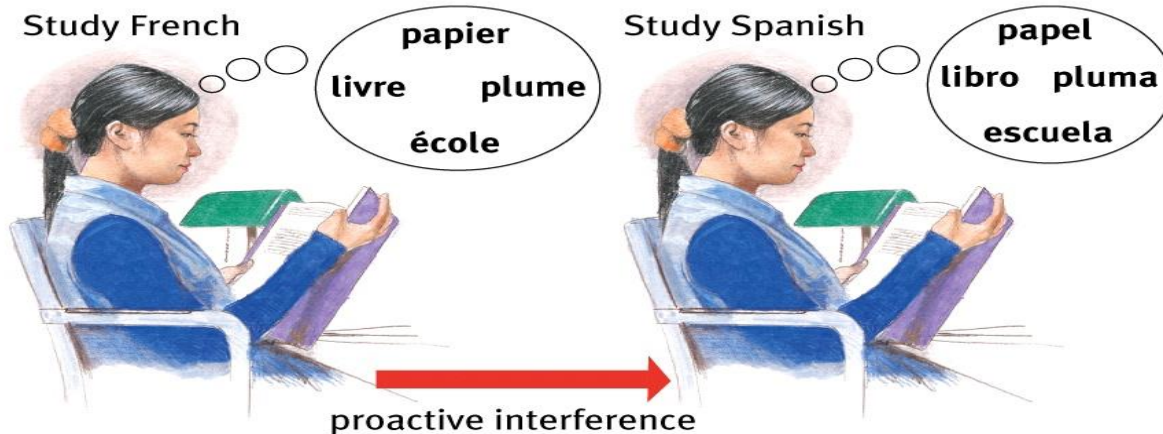 Study French
papier
livre plume
école
Study Spanish
papel
libro pluma
escuela
proactive interference